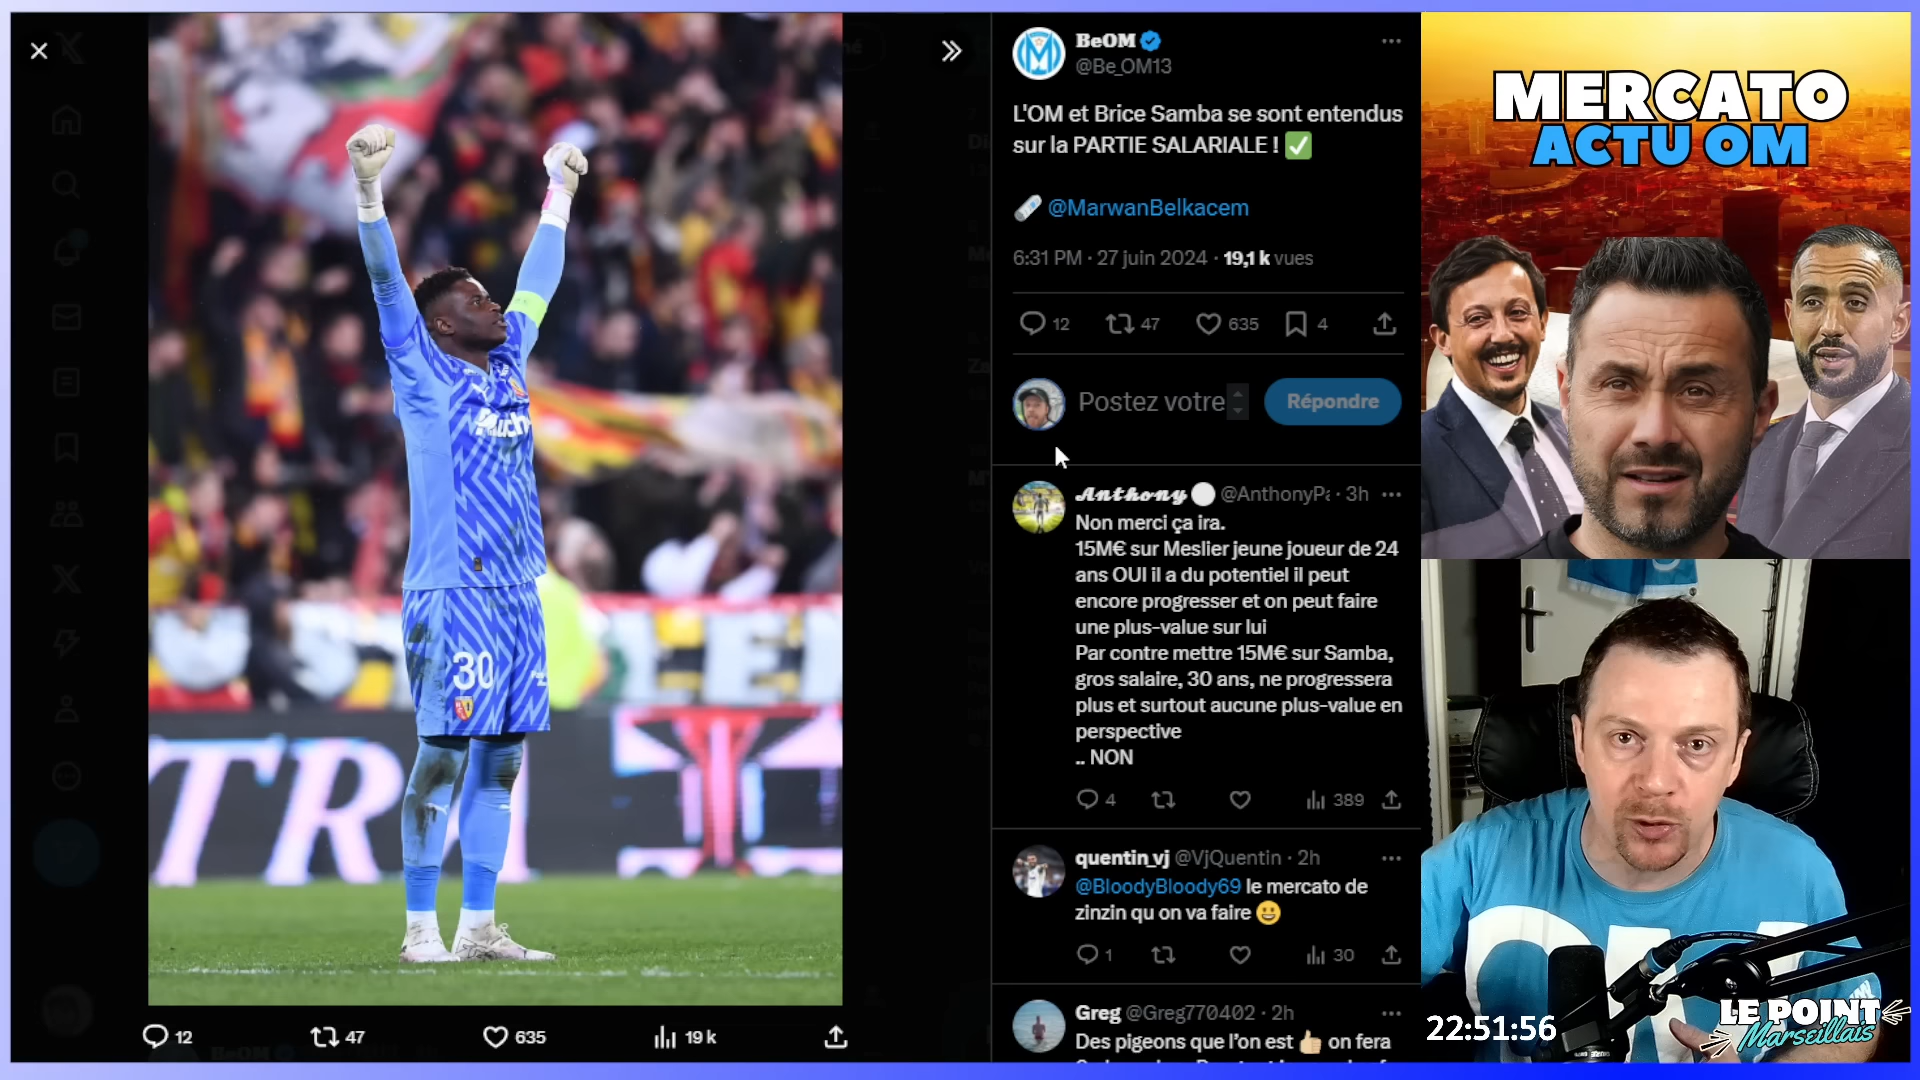 BeOM
@Be_OM13
L'OM et Brice Samba se sont entendus
sur la PARTIE SALARIALE ! ✅
🗞️ @MarwanBelkacem
6:31 PM · 27 juin 2024 · 19,1 k vues
12 47 635 4
Postez votre
Répondre
Anthony @AnthonyPa · 3h
Non merci ça ira.
15M€ sur Meslier jeune joueur de 24
ans OUI il a du potentiel il peut
encore progresser et on peut faire
une plus-value sur lui
Par contre mettre 15M€ sur Samba,
gros salaire, 30 ans, ne progressera
plus et surtout aucune plus-value en
perspective
.. NON
4 389
quentin_vj @VjQuentin · 2h
@BloodyBloody69 le mercato de
zinzin qu on va faire 😀
1 30
Greg @Greg770402 · 2h
Des pigeons que l'on est 👍 on fera
12 47 635 19 k
30
MERCATO
ACTU OM
22:51:56
LE POINT
Marseillais